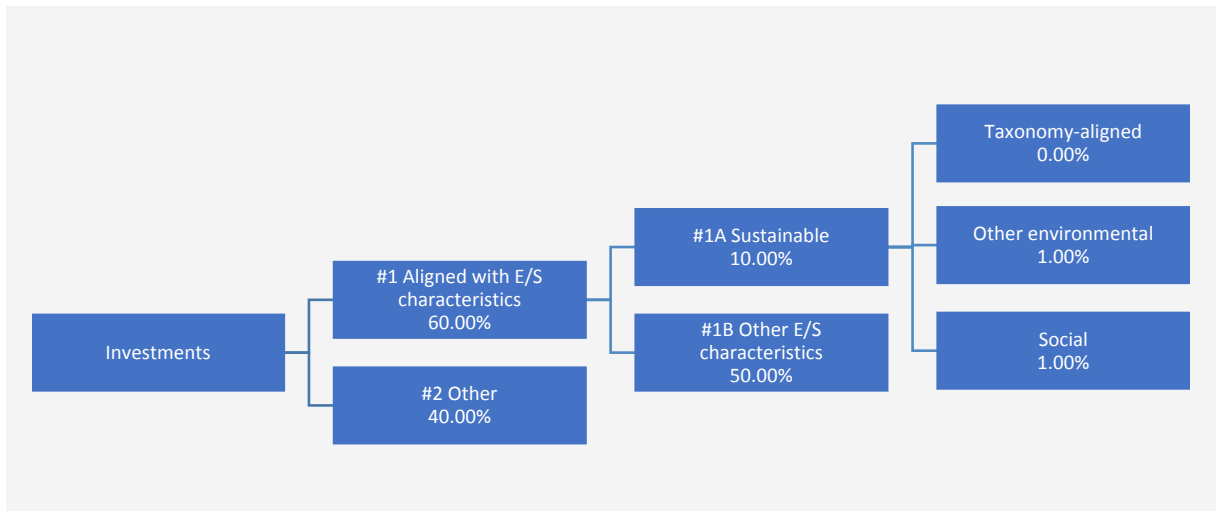 Investments
#1 Aligned with E/S
characteristics
60.00%
#2 Other
40.00%
#1A Sustainable
10.00%
#1B Other E/S
characteristics
50.00%
Taxonomy-aligned
0.00%
Other environmental
1.00%
Social
1.00%